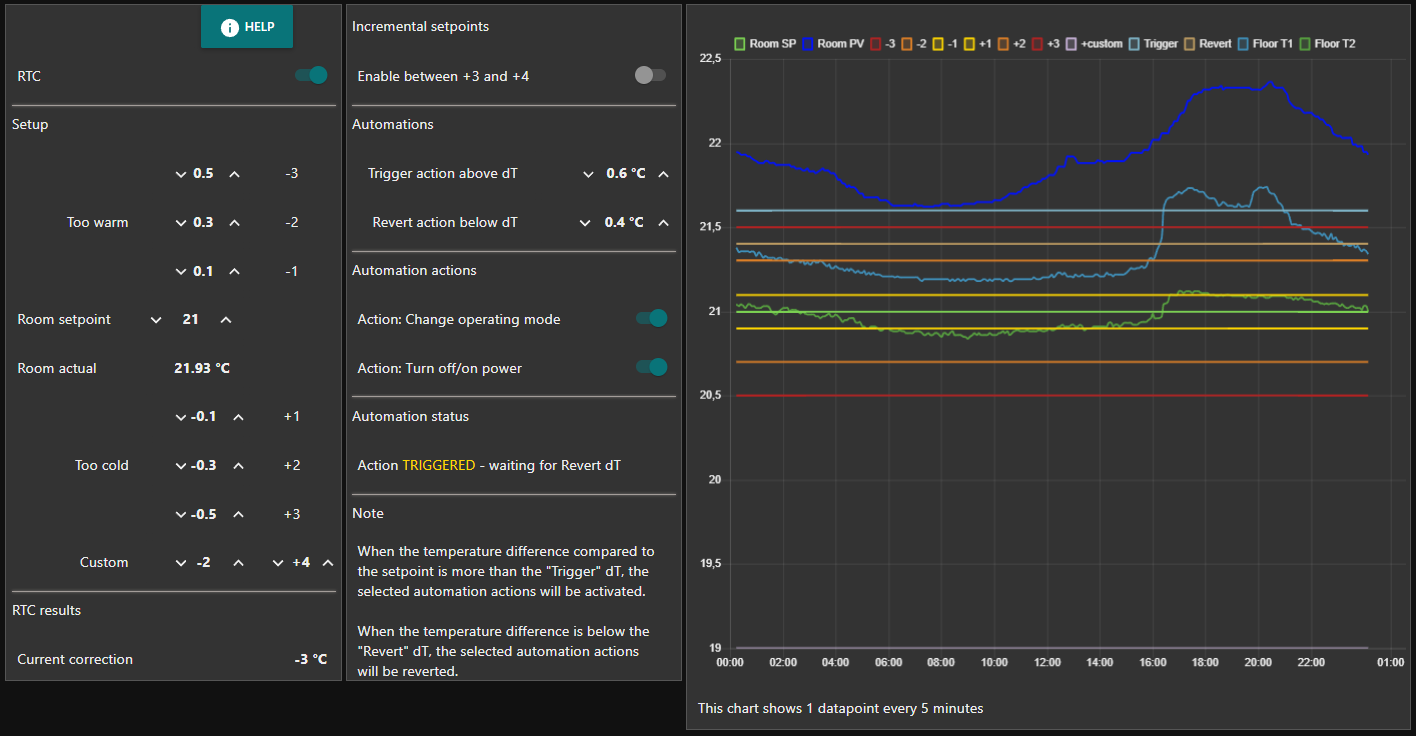 HELP
RTC
Setup
0.5 -3
Too warm 0.3 -2
0.1 -1
Room setpoint 21
Room actual 21.93 °C
-0.1 +1
Too cold -0.3 +2
-0.5 +3
Custom -2 +4
RTC results
Current correction -3 °C
Incremental setpoints
Enable between +3 and +4
Automations
Trigger action above dT 0.6 °C
Revert action below dT 0.4 °C
Automation actions
Action: Change operating mode
Action: Turn off/on power
Automation status
Action TRIGGERED - waiting for Revert dT
Note
When the temperature difference compared to
the setpoint is more than the "Trigger" dT, the
selected automation actions will be activated.
When the temperature difference is below the
"Revert" dT, the selected automation actions
will be reverted.
Room SP Room PV -3 -2 -1 +1 +2 +3 +custom Trigger Revert Floor T1 Floor T2
22,5
22
21,5
21
20,5
20
19,5
19
00:00 02:00 04:00 06:00 08:00 10:00 12:00 14:00 16:00 18:00 20:00 22:00 01:00
This chart shows 1 datapoint every 5 minutes